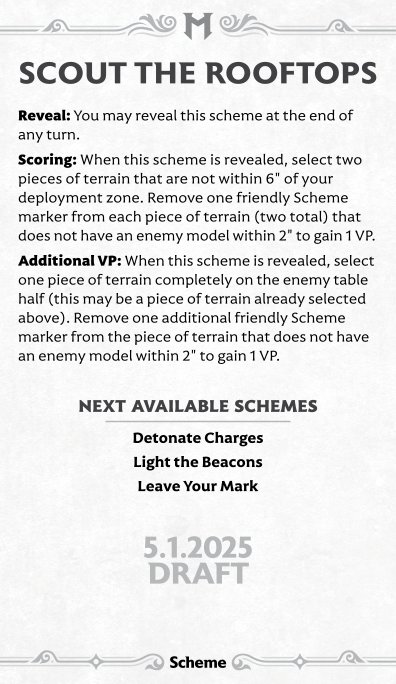 SCOUT THE ROOFTOPS
Reveal: You may reveal this scheme at the end of
any turn.
Scoring: When this scheme is revealed, select two
pieces of terrain that are not within 6" of your
deployment zone. Remove one friendly Scheme
marker from each piece of terrain (two total) that
does not have an enemy model within 2" to gain 1 VP.
Additional VP: When this scheme is revealed, select
one piece of terrain completely on the enemy table
half (this may be a piece of terrain already selected
above). Remove one additional friendly Scheme
marker from the piece of terrain that does not have
an enemy model within 2" to gain 1 VP.
NEXT AVAILABLE SCHEMES
Detonate Charges
Light the Beacons
Leave Your Mark
5.1.2025
DRAFT
Scheme